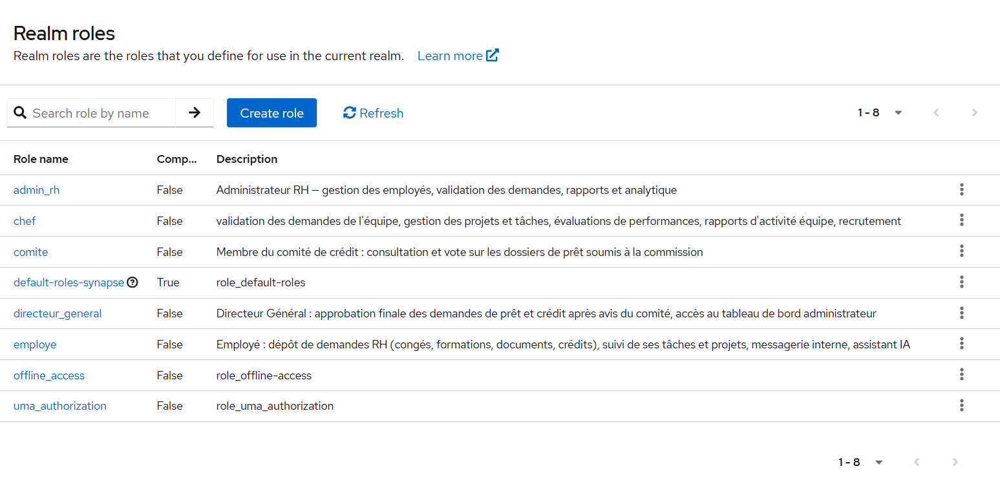 Realm roles
Realm roles are the roles that you define for use in the current realm. Learn more
Search role by name Create role Refresh 1 - 8
Role name Comp... Description
admin_rh False Administrateur RH – gestion des employés, validation des demandes, rapports et analytique
chef False validation des demandes de l'équipe, gestion des projets et tâches, évaluations de performances, rapports d'activité équipe, recrutement
comite False Membre du comité de crédit : consultation et vote sur les dossiers de prêt soumis à la commission
default-roles-synapse True role_default-roles
directeur_general False Directeur Général : approbation finale des demandes de prêt et crédit après avis du comité, accès au tableau de bord administrateur
employe False Employé : dépôt de demandes RH (congés, formations, documents, crédits), suivi de ses tâches et projets, messagerie interne, assistant IA
offline_access False role_offline-access
uma_authorization False role_uma_authorization
1 - 8